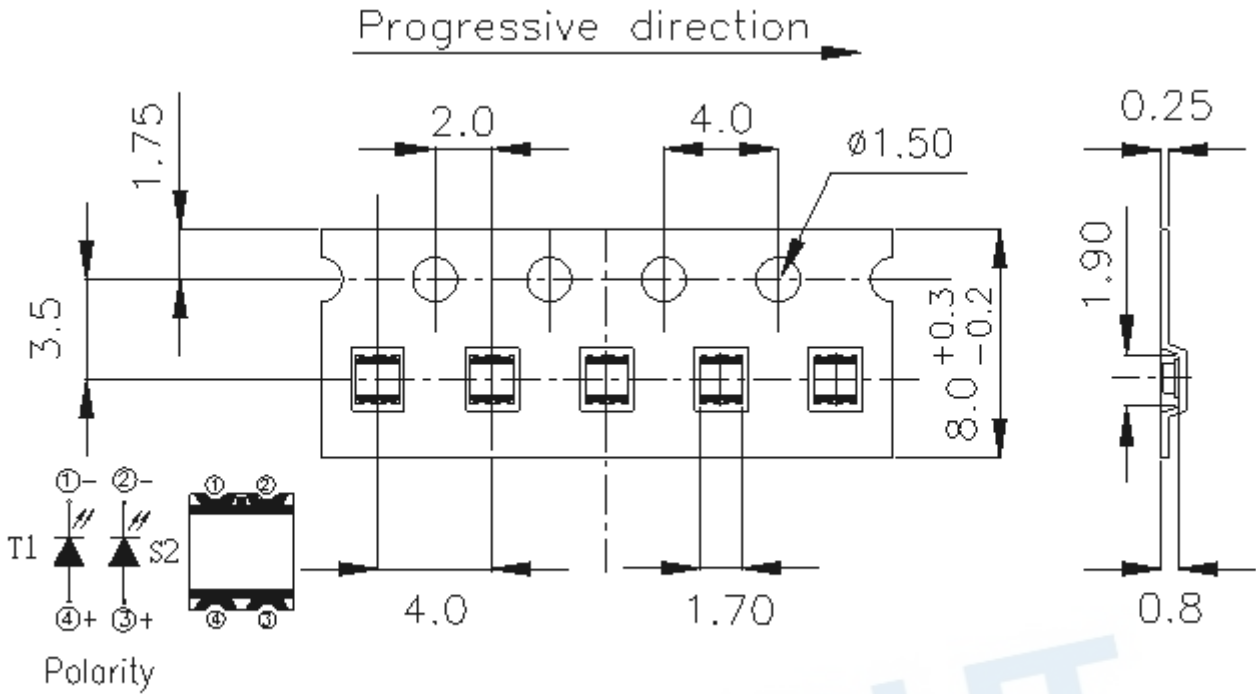 Progressive direction
1.75
2.0
4.0
ø1.50
0.25
3.5
8.0 +0.3 -0.2
1.90
①- ②-
T1
S2
④+ ③+
① ②
④ ③
Polarity
4.0
1.70
0.8